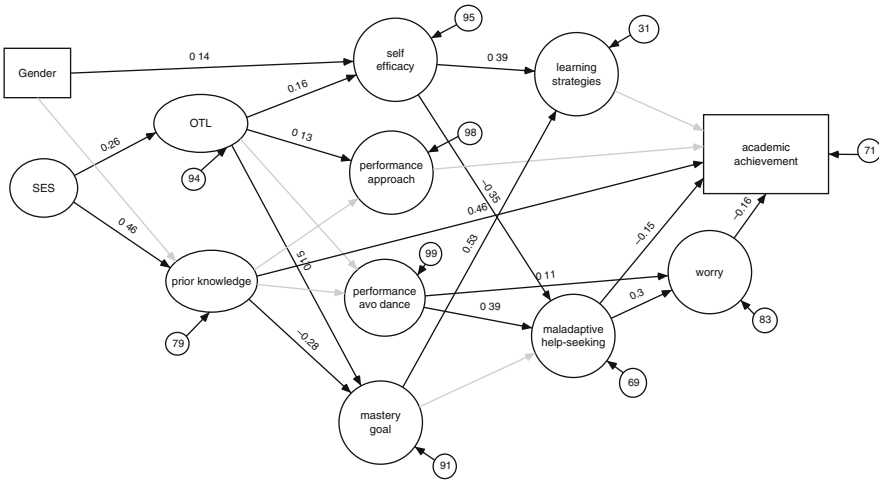 95
31
Gender
0 14
self
efficacy
0 39
learning
strategies
0.16
OTL
0.26
0 13
98
performance
approach
academic
achievement
71
94
SES
0 46
−0.35
0.46
−0.16
−0.15
0.53
99
0.15
prior knowledge
performance
avo dance
0 11
worry
0.3
0 39
maladaptive
help-seeking
83
79
−0.28
69
mastery
goal
91